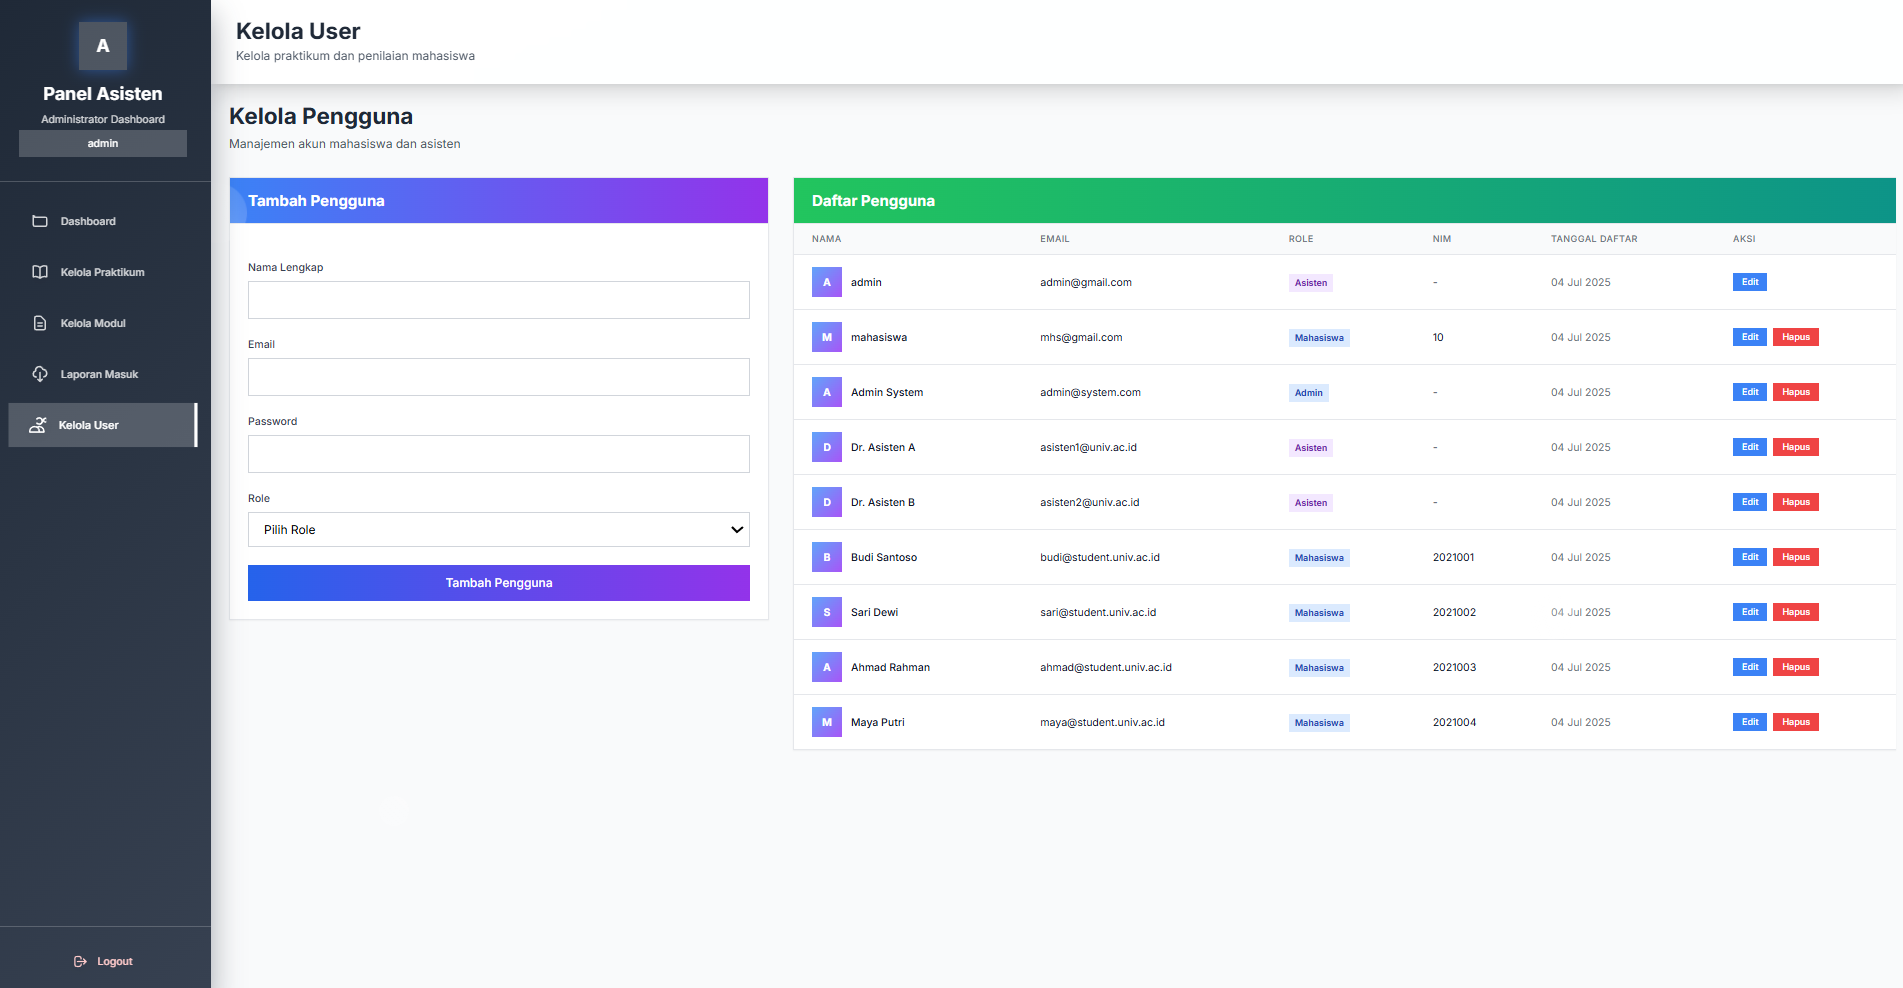 A
Panel Asisten
Administrator Dashboard
admin
Dashboard
Kelola Praktikum
Kelola Modul
Laporan Masuk
Kelola User
Logout
Kelola User
Kelola praktikum dan penilaian mahasiswa
Kelola Pengguna
Manajemen akun mahasiswa dan asisten
Tambah Pengguna
Nama Lengkap
Email
Password
Role
Pilih Role
Tambah Pengguna
Daftar Pengguna
NAMA EMAIL ROLE NIM TANGGAL DAFTAR AKSI
A admin admin@gmail.com Asisten - 04 Jul 2025 Edit
M mahasiswa mhs@gmail.com Mahasiswa 10 04 Jul 2025 Edit Hapus
A Admin System admin@system.com Admin - 04 Jul 2025 Edit Hapus
D Dr. Asisten A asisten1@univ.ac.id Asisten - 04 Jul 2025 Edit Hapus
D Dr. Asisten B asisten2@univ.ac.id Asisten - 04 Jul 2025 Edit Hapus
B Budi Santoso budi@student.univ.ac.id Mahasiswa 2021001 04 Jul 2025 Edit Hapus
S Sari Dewi sari@student.univ.ac.id Mahasiswa 2021002 04 Jul 2025 Edit Hapus
A Ahmad Rahman ahmad@student.univ.ac.id Mahasiswa 2021003 04 Jul 2025 Edit Hapus
M Maya Putri maya@student.univ.ac.id Mahasiswa 2021004 04 Jul 2025 Edit Hapus